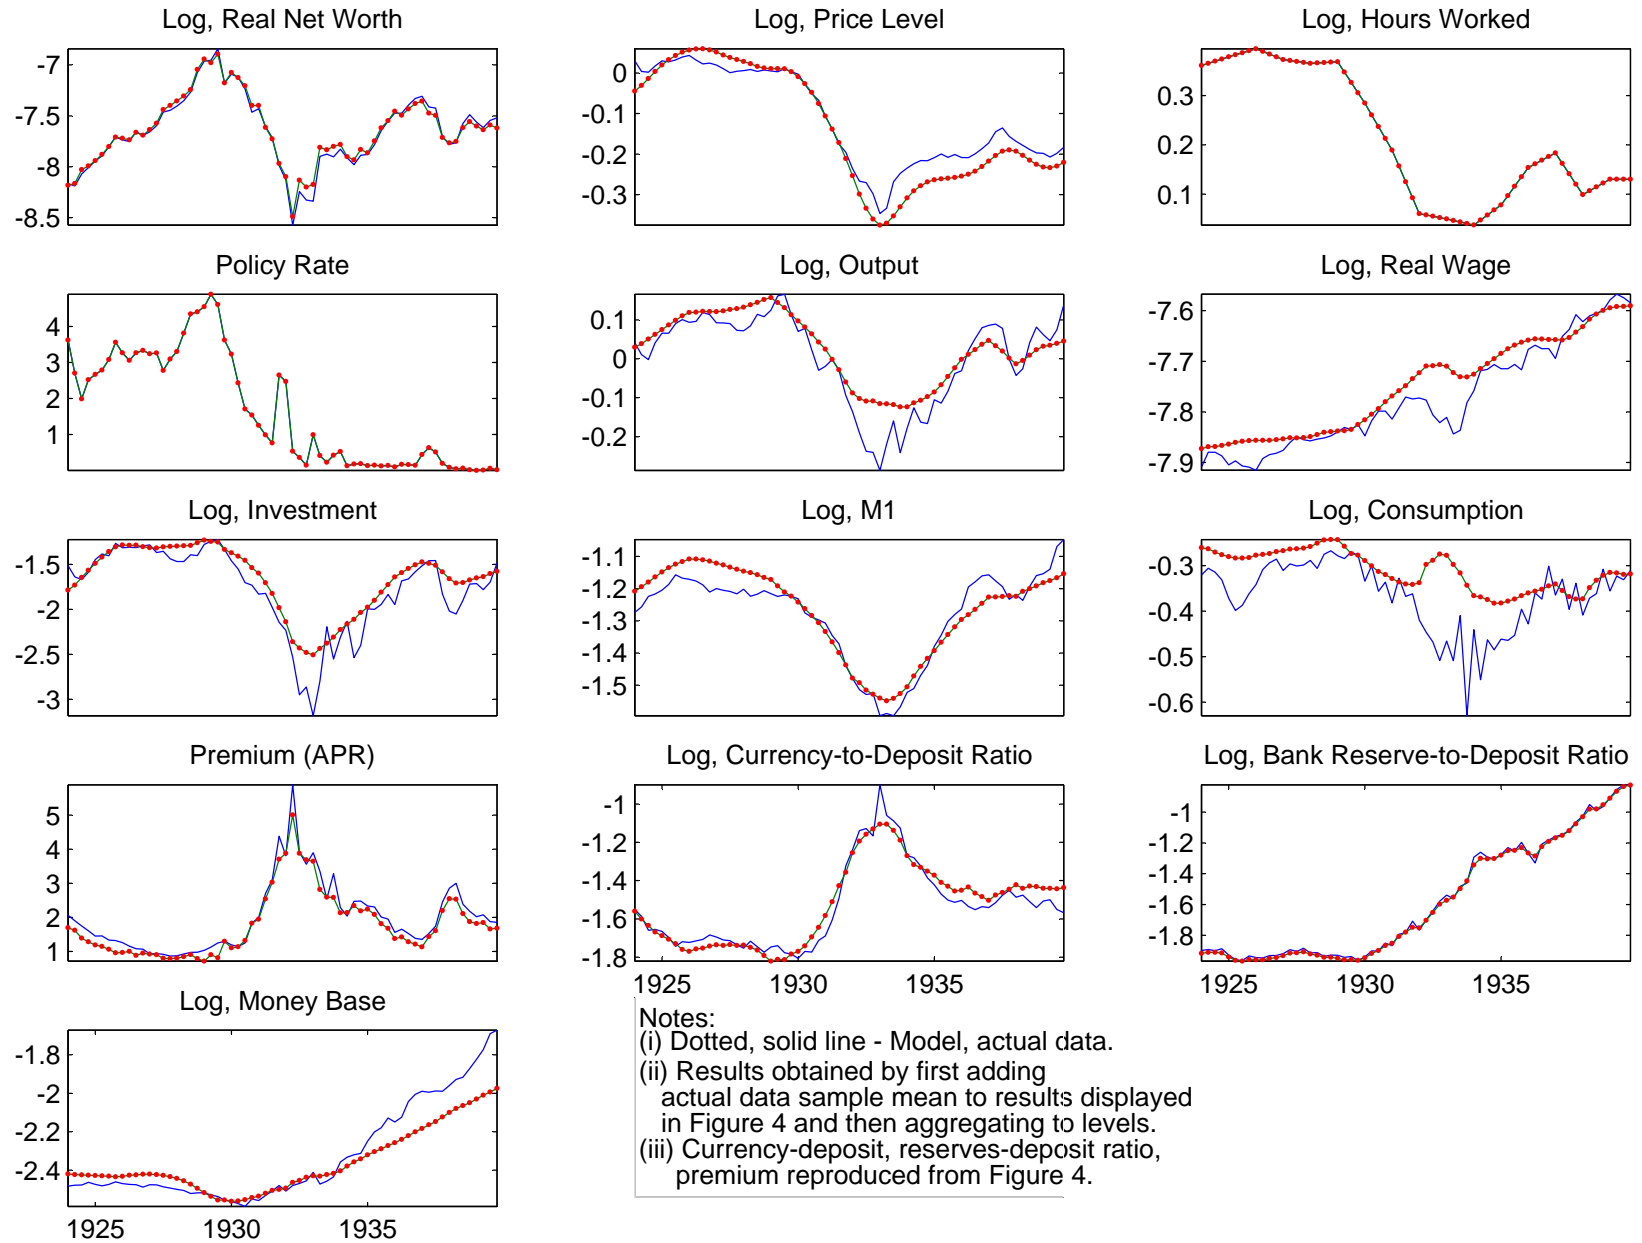 Log, Real Net Worth
-7
-7.5
-8
-8.5
Log, Price Level
0
-0.1
-0.2
-0.3
Log, Hours Worked
0.3
0.2
0.1
Policy Rate
4
3
2
1
Log, Output
0.1
0
-0.1
-0.2
Log, Real Wage
-7.6
-7.7
-7.8
-7.9
Log, Investment
-1.5
-2
-2.5
-3
Log, M1
-1.1
-1.2
-1.3
-1.4
-1.5
Log, Consumption
-0.3
-0.4
-0.5
-0.6
Premium (APR)
5
4
3
2
1
Log, Currency-to-Deposit Ratio
-1
-1.2
-1.4
-1.6
-1.8
1925 1930 1935
Log, Bank Reserve-to-Deposit Ratio
-1
-1.2
-1.4
-1.6
-1.8
1925 1930 1935
Log, Money Base
-1.8
-2
-2.2
-2.4
1925 1930 1935
Notes:
(i) Dotted, solid line - Model, actual data.
(ii) Results obtained by first adding
actual data sample mean to results displayed
in Figure 4 and then aggregating to levels.
(iii) Currency-deposit, reserves-deposit ratio,
premium reproduced from Figure 4.